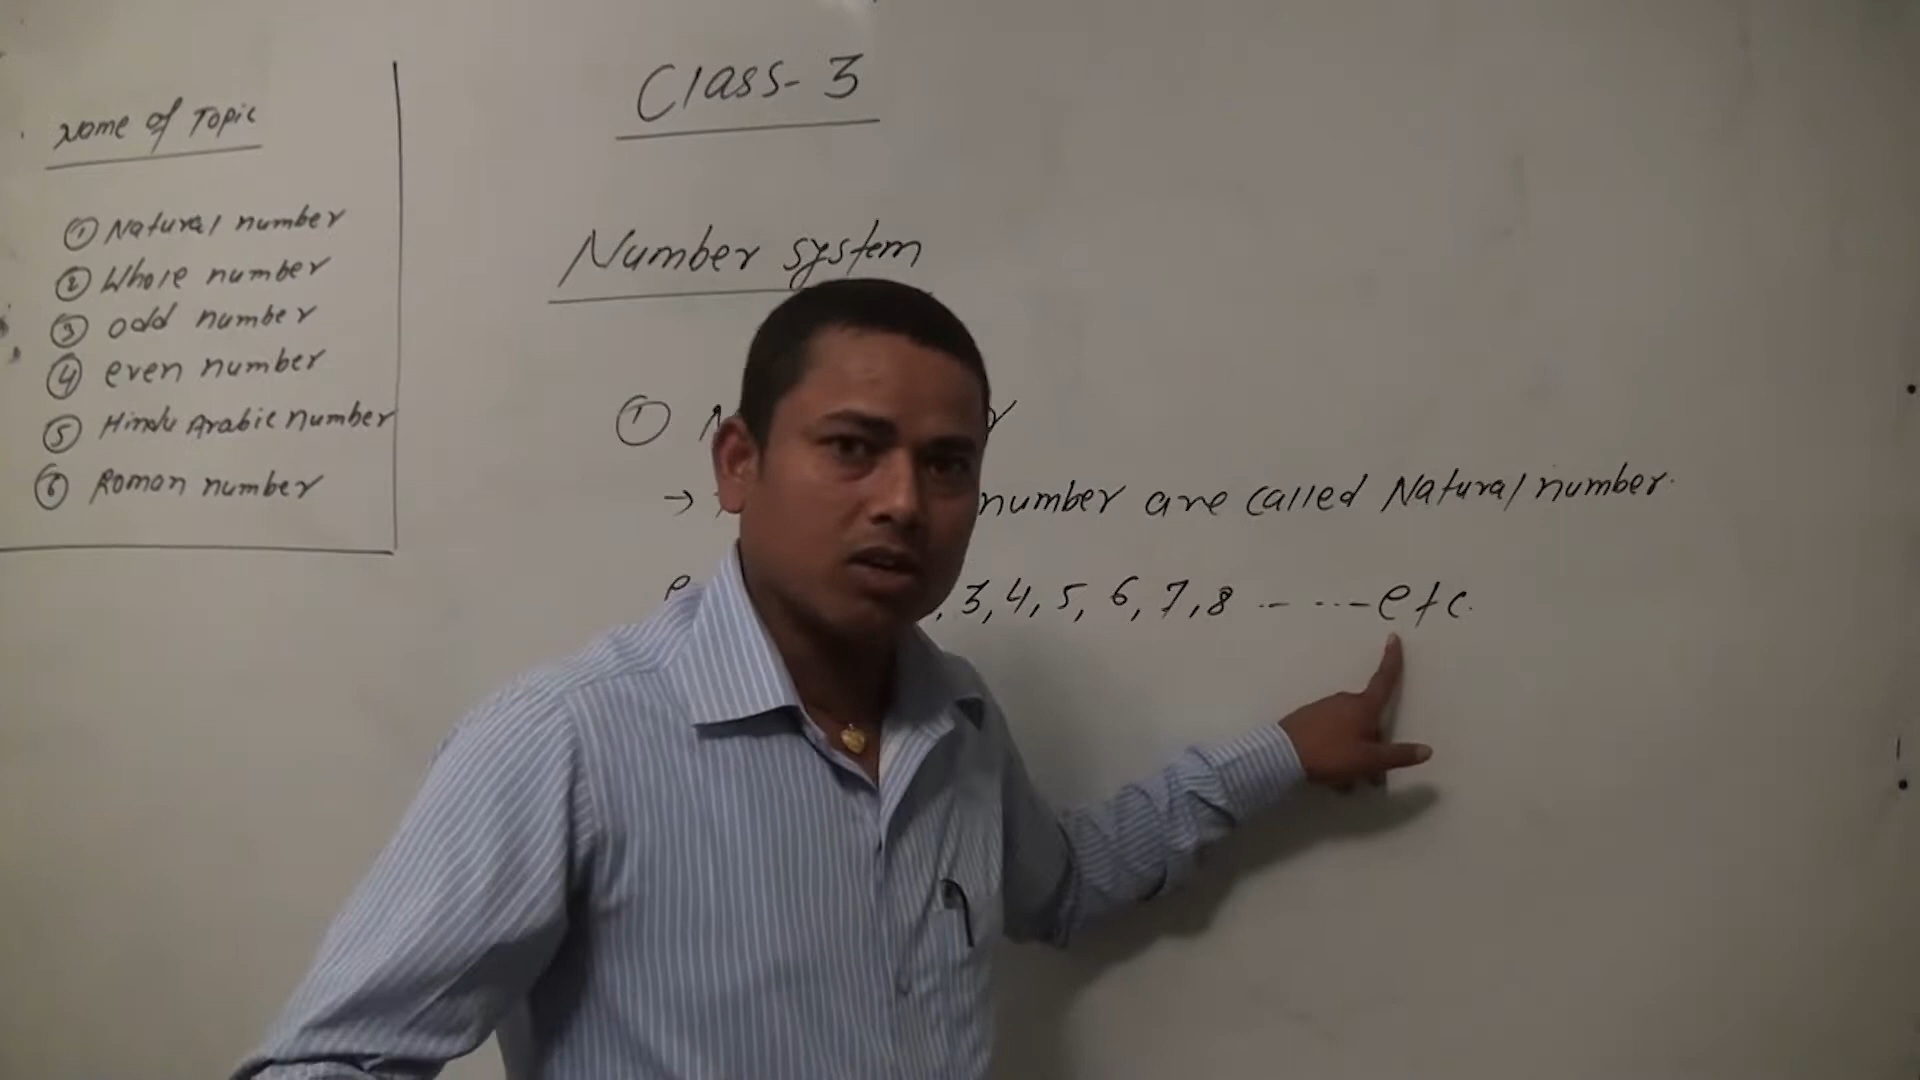 Name of Topic
① Natural number
② Whole number
③ odd number
④ even number
⑤ Hindu Arabic Number
⑥ Roman number
Class- 3
Number system
①
→ number are called Natural number.
, 3, 4, 5, 6, 7, 8 -- ---etc.